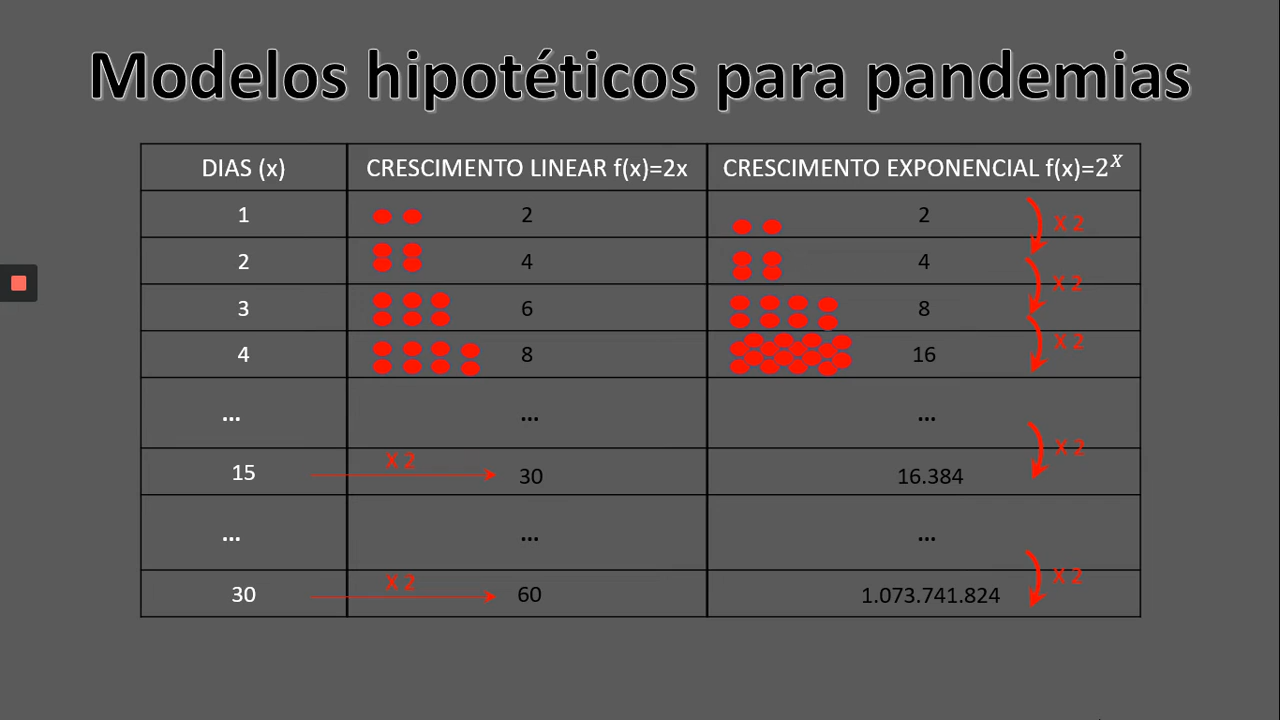 Modelos hipotéticos para pandemias
DIAS (x) CRESCIMENTO LINEAR f(x)=2x CRESCIMENTO EXPONENCIAL f(x)=2^x
1 2 2 X 2
2 4 4 X 2
3 6 8 X 2
4 8 16
... ... ...
15 X 2 30 16.384 X 2
... ... ...
30 X 2 60 1.073.741.824 X 2